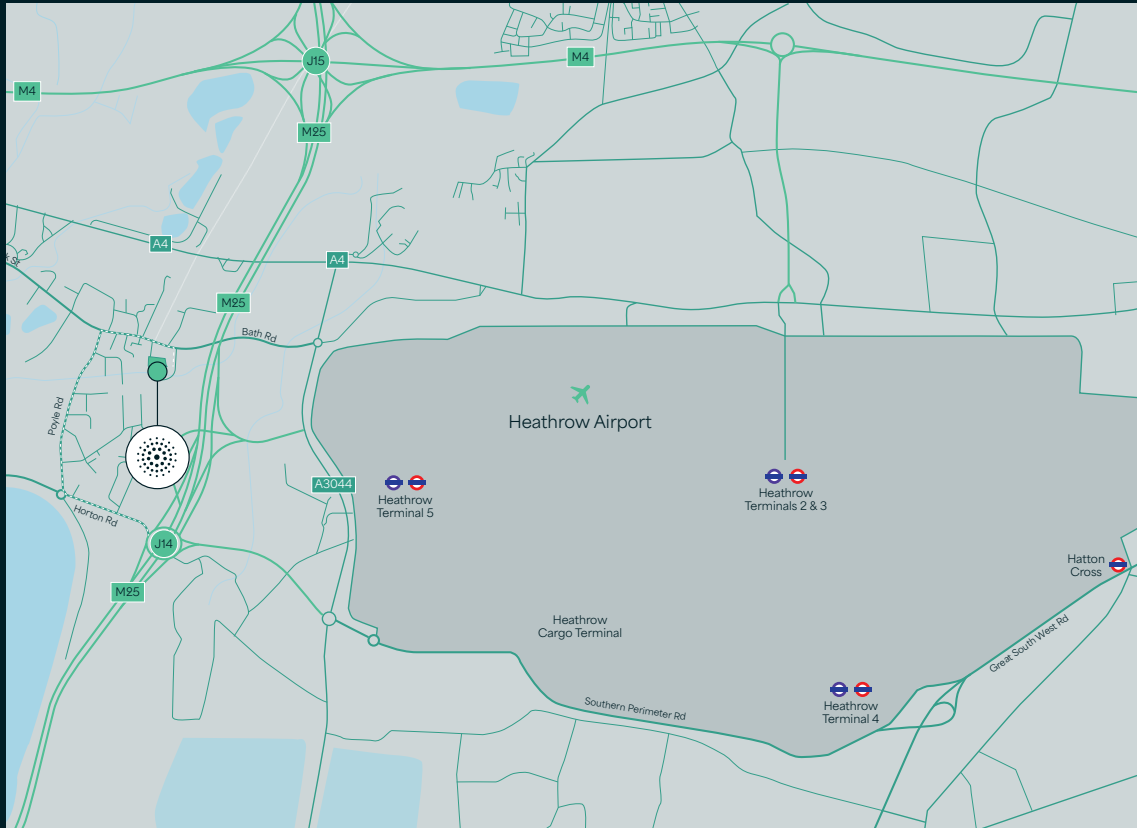 J15
M4
M4
M25
A4
A4
k St
M25
Bath Rd
Poyle Rd
Heathrow Airport
A3044
Heathrow
Terminal 5
Heathrow
Terminals 2 & 3
Horton Rd
J14
Hatton
Cross
M25
Heathrow
Cargo Terminal
Great South West Rd
Southern Perimeter Rd
Heathrow
Terminal 4